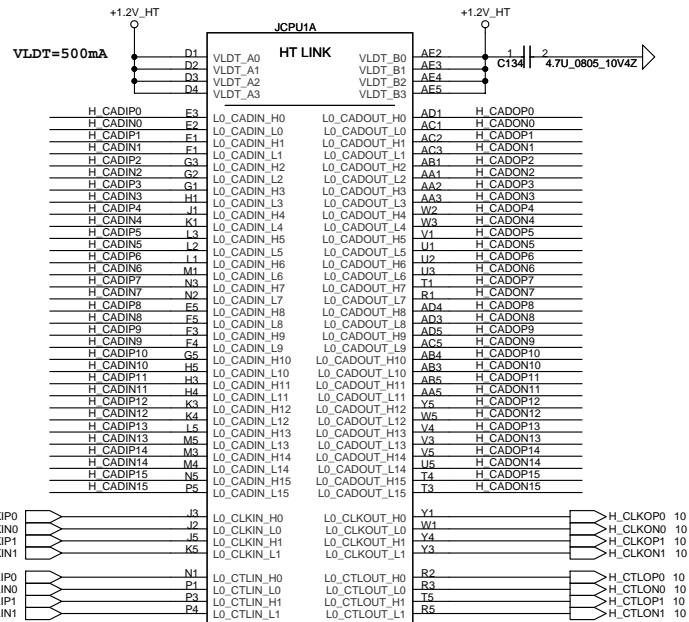 +1.2V_HT +1.2V_HT
JCPU1A
VLDT=500mA
HT LINK
D1 VLDT_A0 VLDT_B0 AE2
D2 VLDT_A1 VLDT_B1 AE3
D3 VLDT_A2 VLDT_B2 AE4
D4 VLDT_A3 VLDT_B3 AE5
1 2
C134 4.7U_0805_10V4Z
H_CADIP0 E3 L0_CADIN_H0 L0_CADOUT_H0 AD1 H_CADOP0
H_CADIN0 E2 L0_CADIN_L0 L0_CADOUT_L0 AC1 H_CADON0
H_CADIP1 E1 L0_CADIN_H1 L0_CADOUT_H1 AC2 H_CADOP1
H_CADIN1 F1 L0_CADIN_L1 L0_CADOUT_L1 AC3 H_CADON1
H_CADIP2 G3 L0_CADIN_H2 L0_CADOUT_H2 AB1 H_CADOP2
H_CADIN2 G2 L0_CADIN_L2 L0_CADOUT_L2 AA1 H_CADON2
H_CADIP3 G1 L0_CADIN_H3 L0_CADOUT_H3 AA2 H_CADOP3
H_CADIN3 H1 L0_CADIN_L3 L0_CADOUT_L3 AA3 H_CADON3
H_CADIP4 J1 L0_CADIN_H4 L0_CADOUT_H4 W2 H_CADOP4
H_CADIN4 K1 L0_CADIN_L4 L0_CADOUT_L4 W3 H_CADON4
H_CADIP5 L3 L0_CADIN_H5 L0_CADOUT_H5 V1 H_CADOP5
H_CADIN5 L2 L0_CADIN_L5 L0_CADOUT_L5 U1 H_CADON5
H_CADIP6 L1 L0_CADIN_H6 L0_CADOUT_H6 U2 H_CADOP6
H_CADIN6 M1 L0_CADIN_L6 L0_CADOUT_L6 U3 H_CADON6
H_CADIP7 N3 L0_CADIN_H7 L0_CADOUT_H7 T1 H_CADOP7
H_CADIN7 N2 L0_CADIN_L7 L0_CADOUT_L7 R1 H_CADON7
H_CADIP8 E5 L0_CADIN_H8 L0_CADOUT_H8 AD4 H_CADOP8
H_CADIN8 F5 L0_CADIN_L8 L0_CADOUT_L8 AD3 H_CADON8
H_CADIP9 F3 L0_CADIN_H9 L0_CADOUT_H9 AD5 H_CADOP9
H_CADIN9 F4 L0_CADIN_L9 L0_CADOUT_L9 AC5 H_CADON9
H_CADIP10 G5 L0_CADIN_H10 L0_CADOUT_H10 AB4 H_CADOP10
H_CADIN10 H5 L0_CADIN_L10 L0_CADOUT_L10 AB3 H_CADON10
H_CADIP11 H3 L0_CADIN_H11 L0_CADOUT_H11 AB5 H_CADOP11
H_CADIN11 H4 L0_CADIN_L11 L0_CADOUT_L11 AA5 H_CADON11
H_CADIP12 K3 L0_CADIN_H12 L0_CADOUT_H12 Y5 H_CADOP12
H_CADIN12 K4 L0_CADIN_L12 L0_CADOUT_L12 W5 H_CADON12
H_CADIP13 L5 L0_CADIN_H13 L0_CADOUT_H13 V4 H_CADOP13
H_CADIN13 M5 L0_CADIN_L13 L0_CADOUT_L13 V3 H_CADON13
H_CADIP14 M3 L0_CADIN_H14 L0_CADOUT_H14 V5 H_CADOP14
H_CADIN14 M4 L0_CADIN_L14 L0_CADOUT_L14 U5 H_CADON14
H_CADIP15 N5 L0_CADIN_H15 L0_CADOUT_H15 T4 H_CADOP15
H_CADIN15 P5 L0_CADIN_L15 L0_CADOUT_L15 T3 H_CADON15
KIP0 J3 L0_CLKIN_H0 L0_CLKOUT_H0 Y1 H_CLKOP0 10
KIN0 J2 L0_CLKIN_L0 L0_CLKOUT_L0 W1 H_CLKON0 10
KIP1 J5 L0_CLKIN_H1 L0_CLKOUT_H1 Y4 H_CLKOP1 10
KIN1 K5 L0_CLKIN_L1 L0_CLKOUT_L1 Y3 H_CLKON1 10
LIP0 N1 L0_CTLIN_H0 L0_CTLOUT_H0 R2 H_CTLOP0 10
LIN0 P1 L0_CTLIN_L0 L0_CTLOUT_L0 R3 H_CTLON0 10
LIP1 P3 L0_CTLIN_H1 L0_CTLOUT_H1 T5 H_CTLOP1 10
LIN1 P4 L0_CTLIN_L1 L0_CTLOUT_L1 R5 H_CTLON1 10